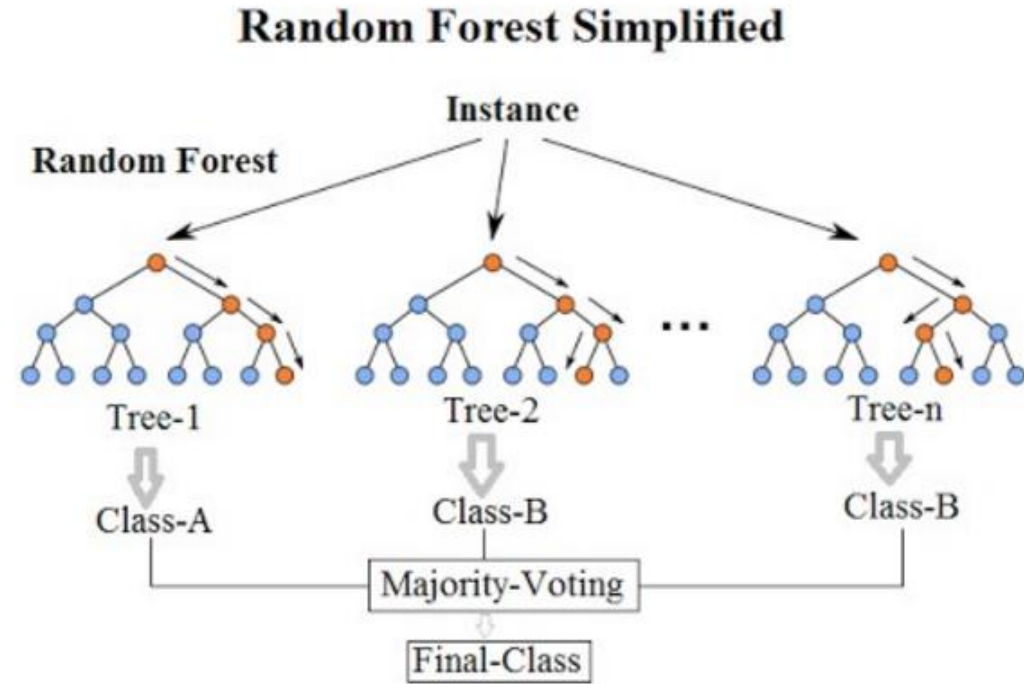 Random Forest Simplified
Instance
Random Forest
...
Tree-1
Tree-2
Tree-n
Class-A
Class-B
Class-B
Majority-Voting
Final-Class